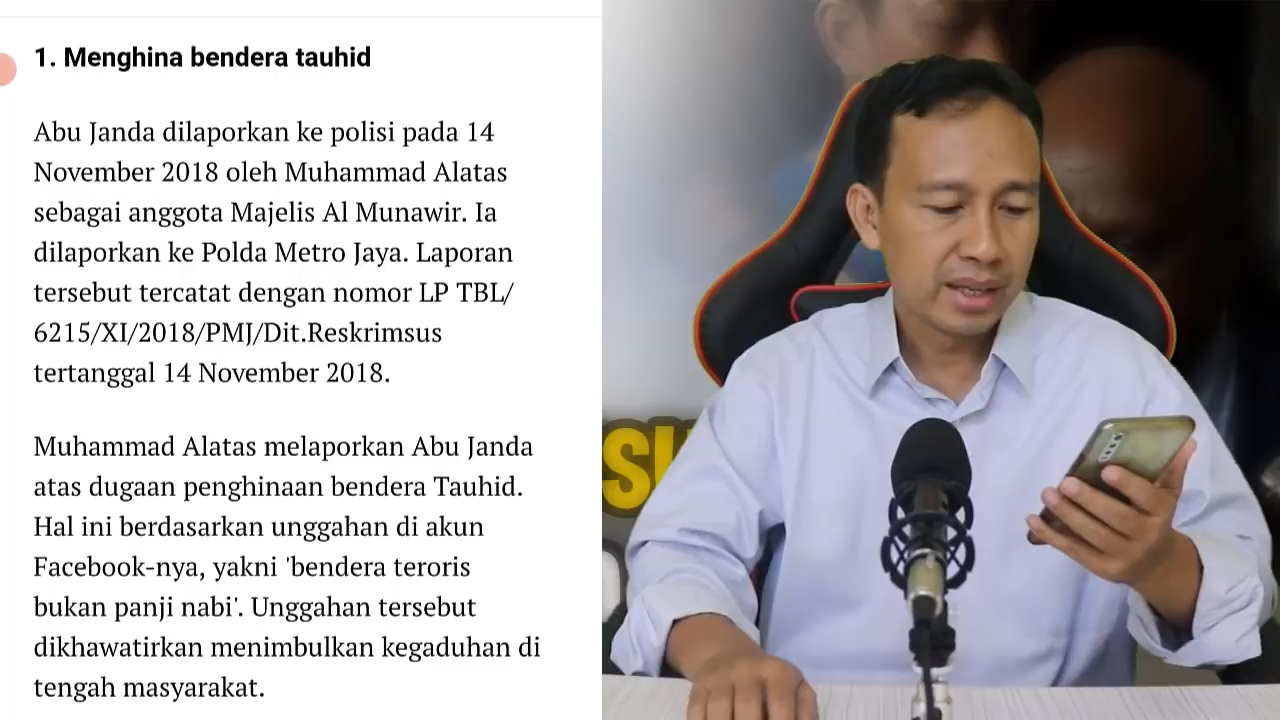 1. Menghina bendera tauhid
Abu Janda dilaporkan ke polisi pada 14
November 2018 oleh Muhammad Alatas
sebagai anggota Majelis Al Munawir. Ia
dilaporkan ke Polda Metro Jaya. Laporan
tersebut tercatat dengan nomor LP TBL/
6215/XI/2018/PMJ/Dit.Reskrimsus
tertanggal 14 November 2018.
Muhammad Alatas melaporkan Abu Janda
atas dugaan penghinaan bendera Tauhid.
Hal ini berdasarkan unggahan di akun
Facebook-nya, yakni 'bendera teroris
bukan panji nabi'. Unggahan tersebut
dikhawatirkan menimbulkan kegaduhan di
tengah masyarakat.